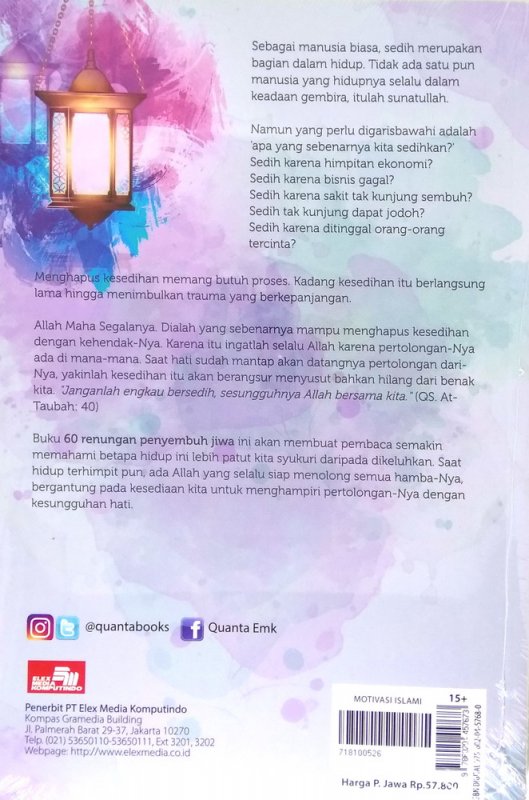 Sebagai manusia biasa, sedih merupakan
bagian dalam hidup. Tidak ada satu pun
manusia yang hidupnya selalu dalam
keadaan gembira, itulah sunatullah.
Namun yang perlu digarisbawahi adalah
'apa yang sebenarnya kita sedihkan?'
Sedih karena himpitan ekonomi?
Sedih karena bisnis gagal?
Sedih karena sakit tak kunjung sembuh?
Sedih tak kunjung dapat jodoh?
Sedih karena ditinggal orang-orang
tercinta?
Menghapus kesedihan memang butuh proses. Kadang kesedihan itu berlangsung
lama hingga menimbulkan trauma yang berkepanjangan.
Allah Maha Segalanya. Dialah yang sebenarnya mampu menghapus kesedihan
dengan kehendak-Nya. Karena itu ingatlah selalu Allah karena pertolongan-Nya
ada di mana-mana. Saat hati sudah mantap akan datangnya pertolongan dari-
Nya, yakinlah kesedihan itu akan berangsur menyusut bahkan hilang dari benak
kita. "Janganlah engkau bersedih, sesungguhnya Allah bersama kita." (QS. At-
Taubah: 40)
Buku 60 renungan penyembuh jiwa ini akan membuat pembaca semakin
memahami betapa hidup ini lebih patut kita syukuri daripada dikeluhkan. Saat
hidup terhimpit pun, ada Allah yang selalu siap menolong semua hamba-Nya,
bergantung pada kesediaan kita untuk menghampiri pertolongan-Nya dengan
kesungguhan hati.
@quantabooks Quanta Emk
ELEX
MEDIA
KOMPUTINDO
Penerbit PT Elex Media Komputindo
Kompas Gramedia Building
Jl. Palmerah Barat 29-37, Jakarta 10270
Telp. (021) 53650110-53650111, Ext 3201, 3202
Webpage: http://www.elexmedia.co.id
MOTIVASI ISLAMI 15+
718100526
Harga P. Jawa Rp.57.800